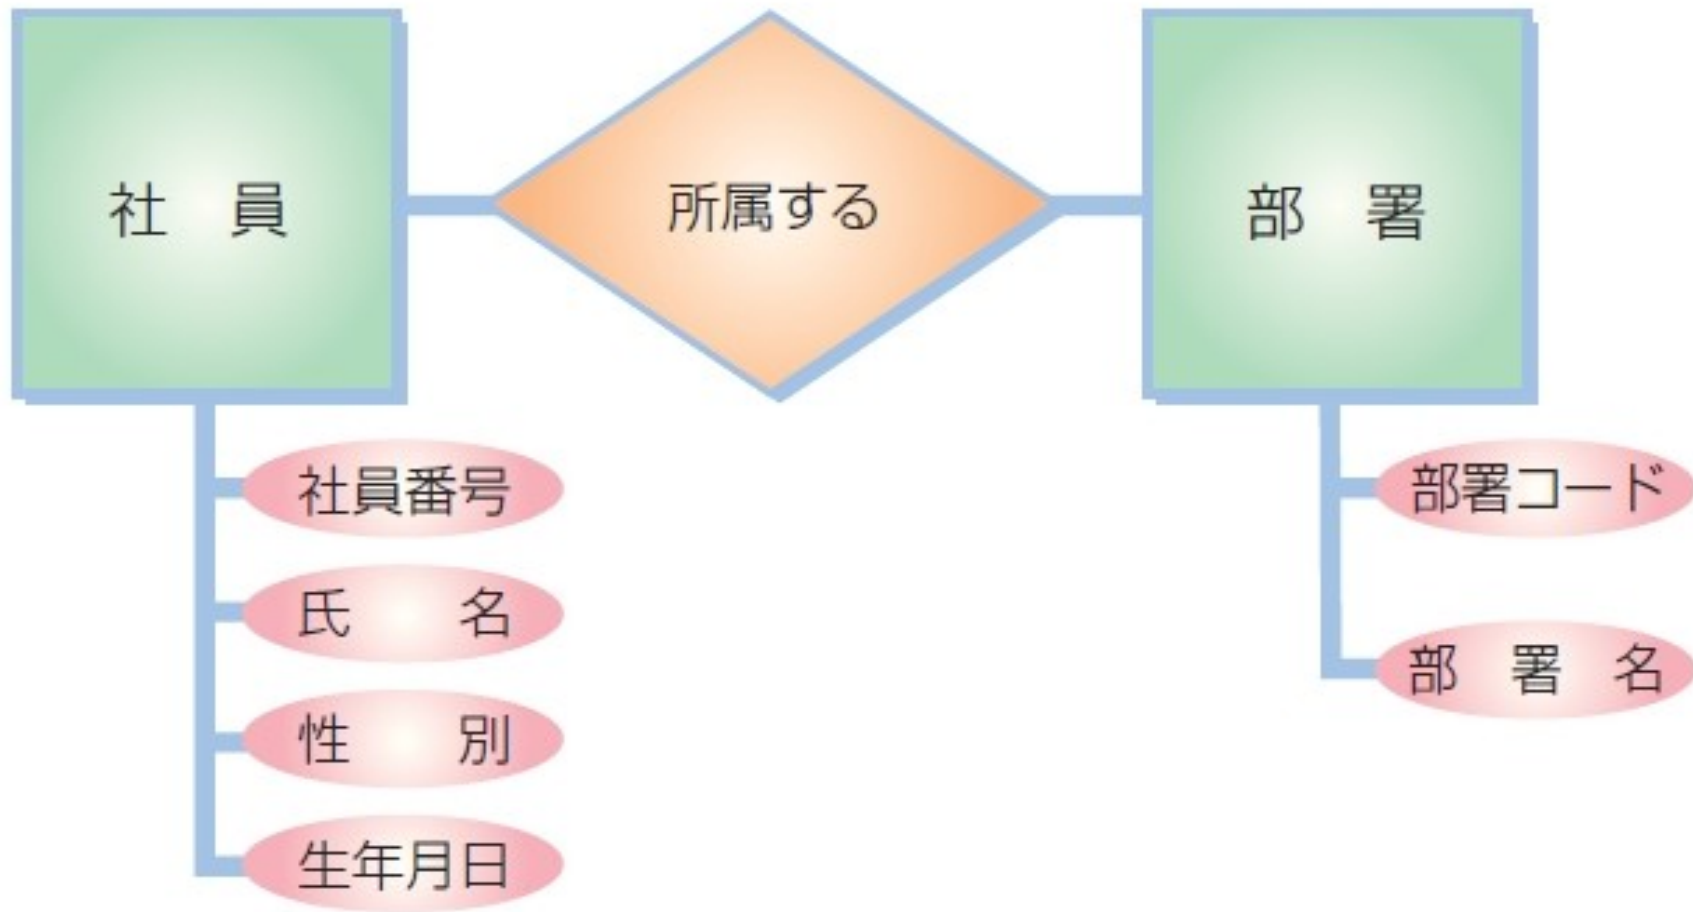 社　員
所属する
部　署
社員番号
氏　　名
性　　別
生年月日
部署コード
部　署　名